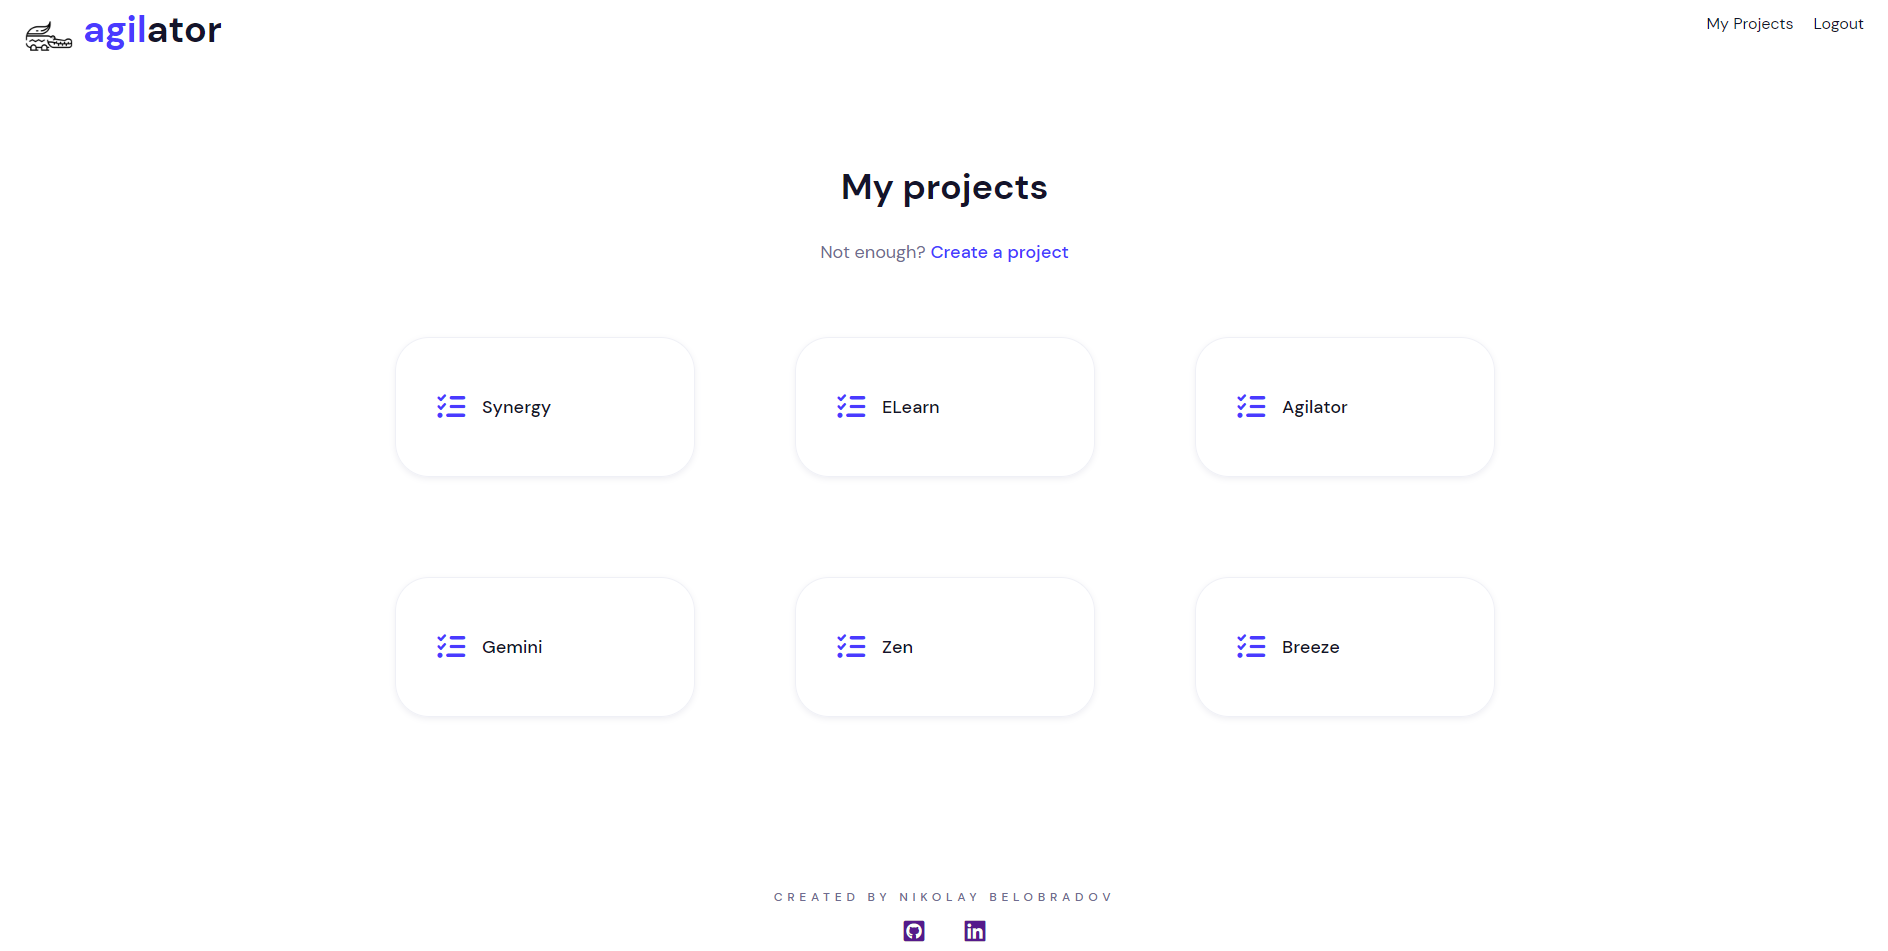 agilator
My Projects Logout
My projects
Not enough? Create a project
Synergy
ELearn
Agilator
Gemini
Zen
Breeze
CREATED BY NIKOLAY BELOBRADOV
in